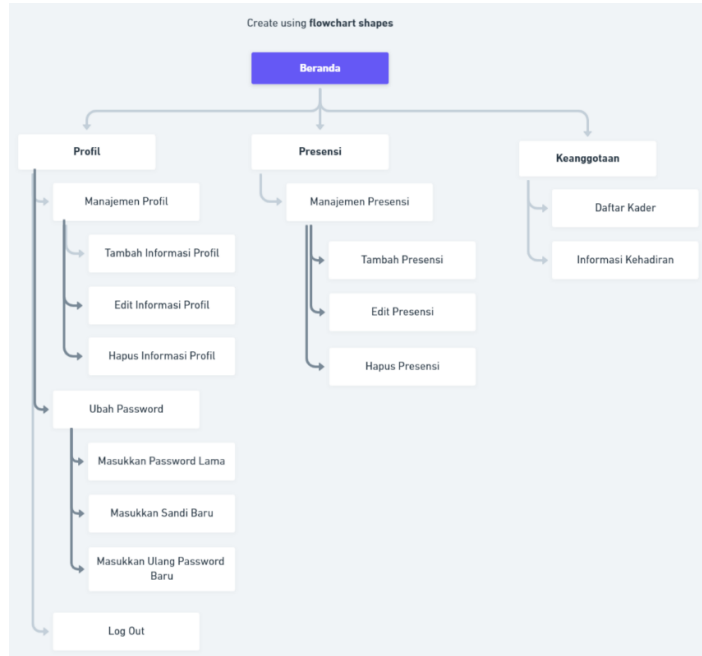 Create using flowchart shapes
Beranda
Profil
Manajemen Profil
Tambah Informasi Profil
Edit Informasi Profil
Hapus Informasi Profil
Ubah Password
Masukkan Password Lama
Masukkan Sandi Baru
Masukkan Ulang Password
Baru
Log Out
Presensi
Manajemen Presensi
Tambah Presensi
Edit Presensi
Hapus Presensi
Keanggotaan
Daftar Kader
Informasi Kehadiran